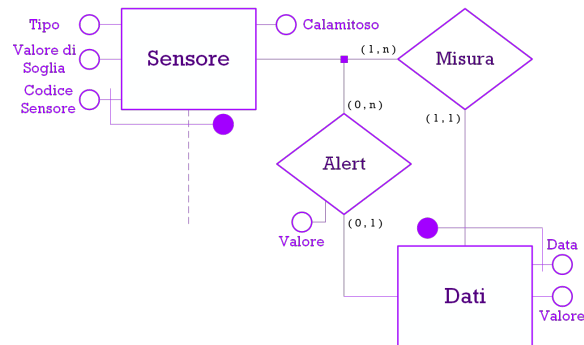 Tipo
Calamitoso
Valore di
Soglia
Sensore
(1,n)
Misura
Codice
Sensore
(0,n)
(1,1)
Alert
(0,1)
Valore
Data
Dati
Valore